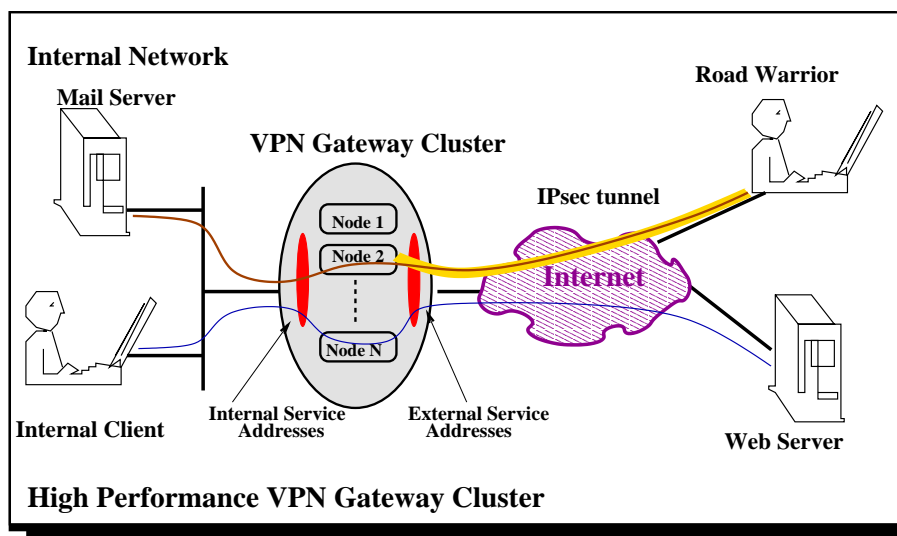 Internal Network
Mail Server
Road Warrior
VPN Gateway Cluster
IPsec tunnel
Node 1
Node 2
Internet
Node N
Internal Service
Addresses
External Service
Addresses
Internal Client
Web Server
High Performance VPN Gateway Cluster